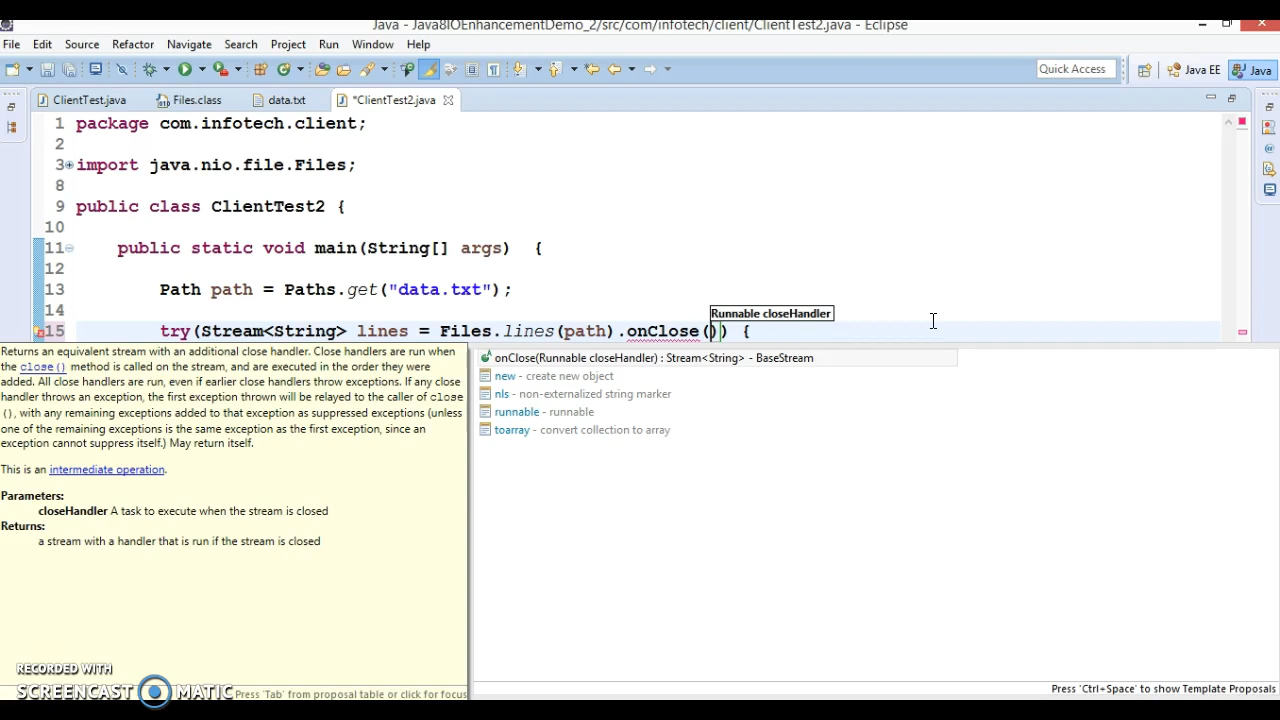 Java - Java8IOEnhancementDemo_2/src/com/infotech/client/ClientTest2.java - Eclipse
File Edit Source Refactor Navigate Search Project Run Window Help
Quick Access Java EE Java
ClientTest.java Files.class data.txt *ClientTest2.java
1 package com.infotech.client;
2
3 import java.nio.file.Files;
8
9 public class ClientTest2 {
10
11 public static void main(String[] args) {
12
13 Path path = Paths.get("data.txt");
14
Runnable closeHandler
15 try(Stream<String> lines = Files.lines(path).onClose()) {
Returns an equivalent stream with an additional close handler. Close handlers are run when
the close() method is called on the stream, and are executed in the order they were
added. All close handlers are run, even if earlier close handlers throw exceptions. If any close
handler throws an exception, the first exception thrown will be relayed to the caller of close
(), with any remaining exceptions added to that exception as suppressed exceptions (unless
one of the remaining exceptions is the same exception as the first exception, since an
exception cannot suppress itself.) May return itself.
This is an intermediate operation.
Parameters:
closeHandler A task to execute when the stream is closed
Returns:
a stream with a handler that is run if the stream is closed
onClose(Runnable closeHandler) : Stream<String> - BaseStream
new - create new object
nls - non-externalized string marker
runnable - runnable
toarray - convert collection to array
RECORDED WITH
SCREENCAST MATIC
Press 'Tab' from proposal table or click for focus
Press 'Ctrl+Space' to show Template Proposals